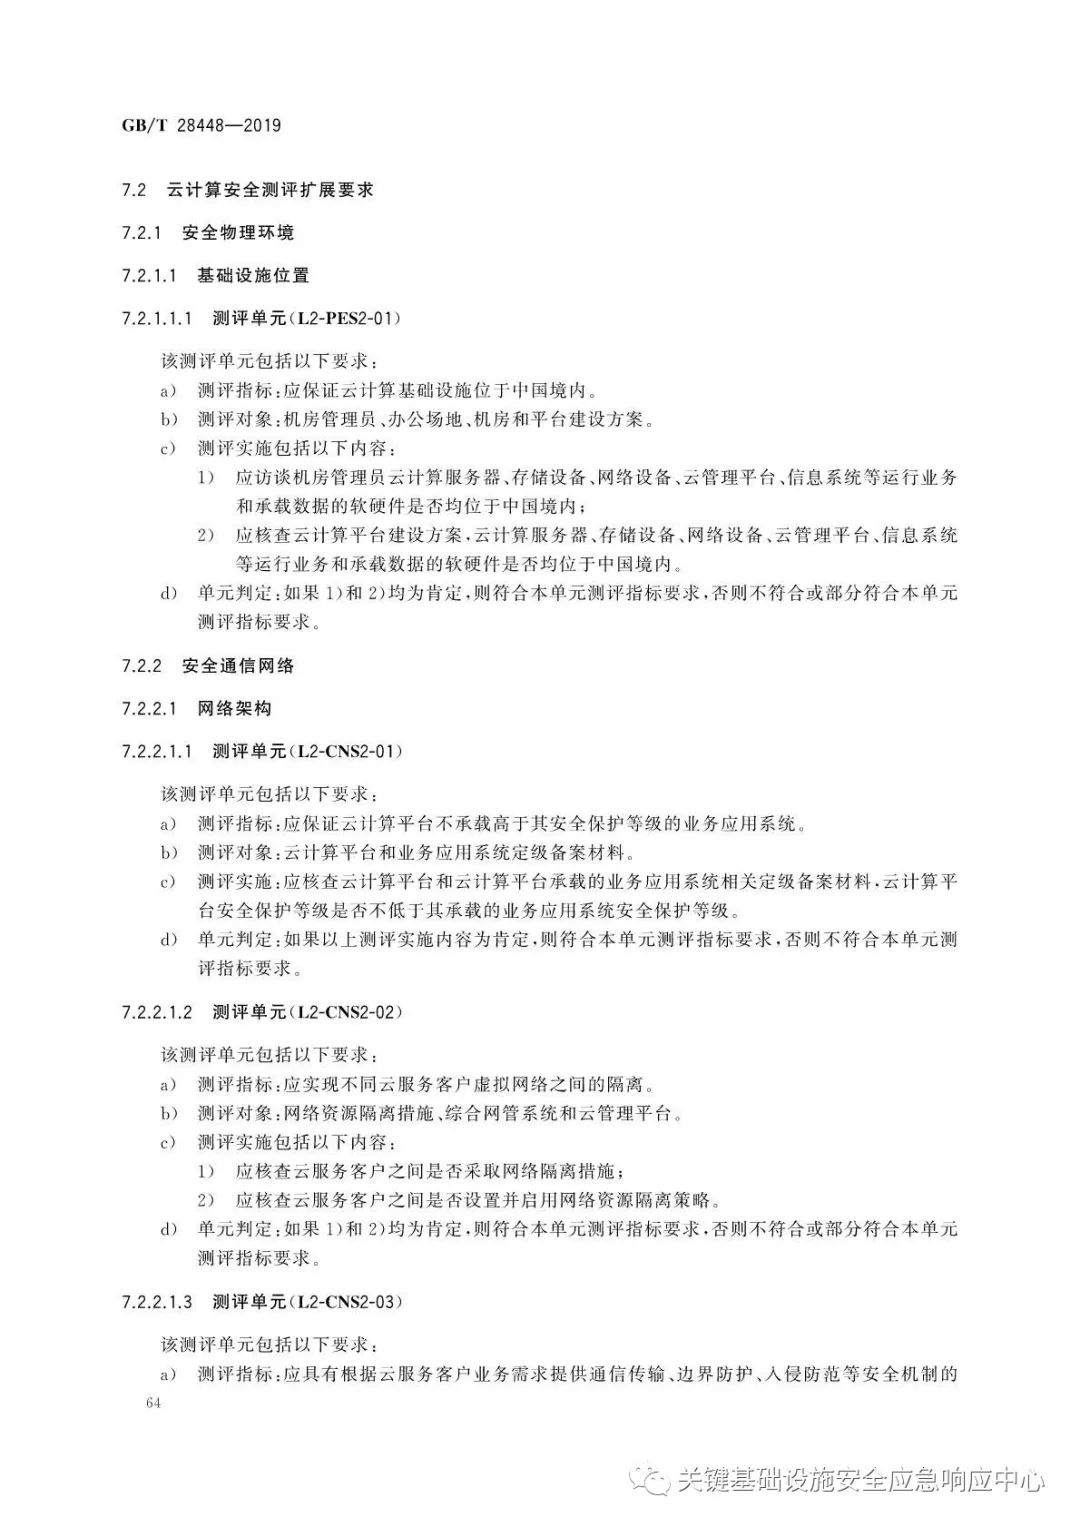 GB/T 28448—2019
7.2 云计算安全测评扩展要求
7.2.1 安全物理环境
7.2.1.1 基础设施位置
7.2.1.1.1 测评单元(L2-PES2-01)
该测评单元包括以下要求:
a) 测评指标:应保证云计算基础设施位于中国境内。
b) 测评对象:机房管理员、办公场地、机房和平台建设方案。
c) 测评实施包括以下内容:
1) 应访谈机房管理员云计算服务器、存储设备、网络设备、云管理平台、信息系统等运行业务
和承载数据的软硬件是否均位于中国境内;
2) 应核查云计算平台建设方案,云计算服务器、存储设备、网络设备、云管理平台、信息系统
等运行业务和承载数据的软硬件是否均位于中国境内。
d) 单元判定:如果 1)和 2)均为肯定,则符合本单元测评指标要求,否则不符合或部分符合本单元
测评指标要求。
7.2.2 安全通信网络
7.2.2.1 网络架构
7.2.2.1.1 测评单元(L2-CNS2-01)
该测评单元包括以下要求:
a) 测评指标:应保证云计算平台不承载高于其安全保护等级的业务应用系统。
b) 测评对象:云计算平台和业务应用系统定级备案材料。
c) 测评实施:应核查云计算平台和云计算平台承载的业务应用系统相关定级备案材料,云计算平
台安全保护等级是否不低于其承载的业务应用系统安全保护等级。
d) 单元判定:如果以上测评实施内容为肯定,则符合本单元测评指标要求,否则不符合本单元测
评指标要求。
7.2.2.1.2 测评单元(L2-CNS2-02)
该测评单元包括以下要求:
a) 测评指标:应实现不同云服务客户虚拟网络之间的隔离。
b) 测评对象:网络资源隔离措施、综合网管系统和云管理平台。
c) 测评实施包括以下内容:
1) 应核查云服务客户之间是否采取网络隔离措施;
2) 应核查云服务客户之间是否设置并启用网络资源隔离策略。
d) 单元判定:如果 1)和 2)均为肯定,则符合本单元测评指标要求,否则不符合或部分符合本单元
测评指标要求。
7.2.2.1.3 测评单元(L2-CNS2-03)
该测评单元包括以下要求:
a) 测评指标:应具有根据云服务客户业务需求提供通信传输、边界防护、入侵防范等安全机制的
64
关键基础设施安全应急响应中心